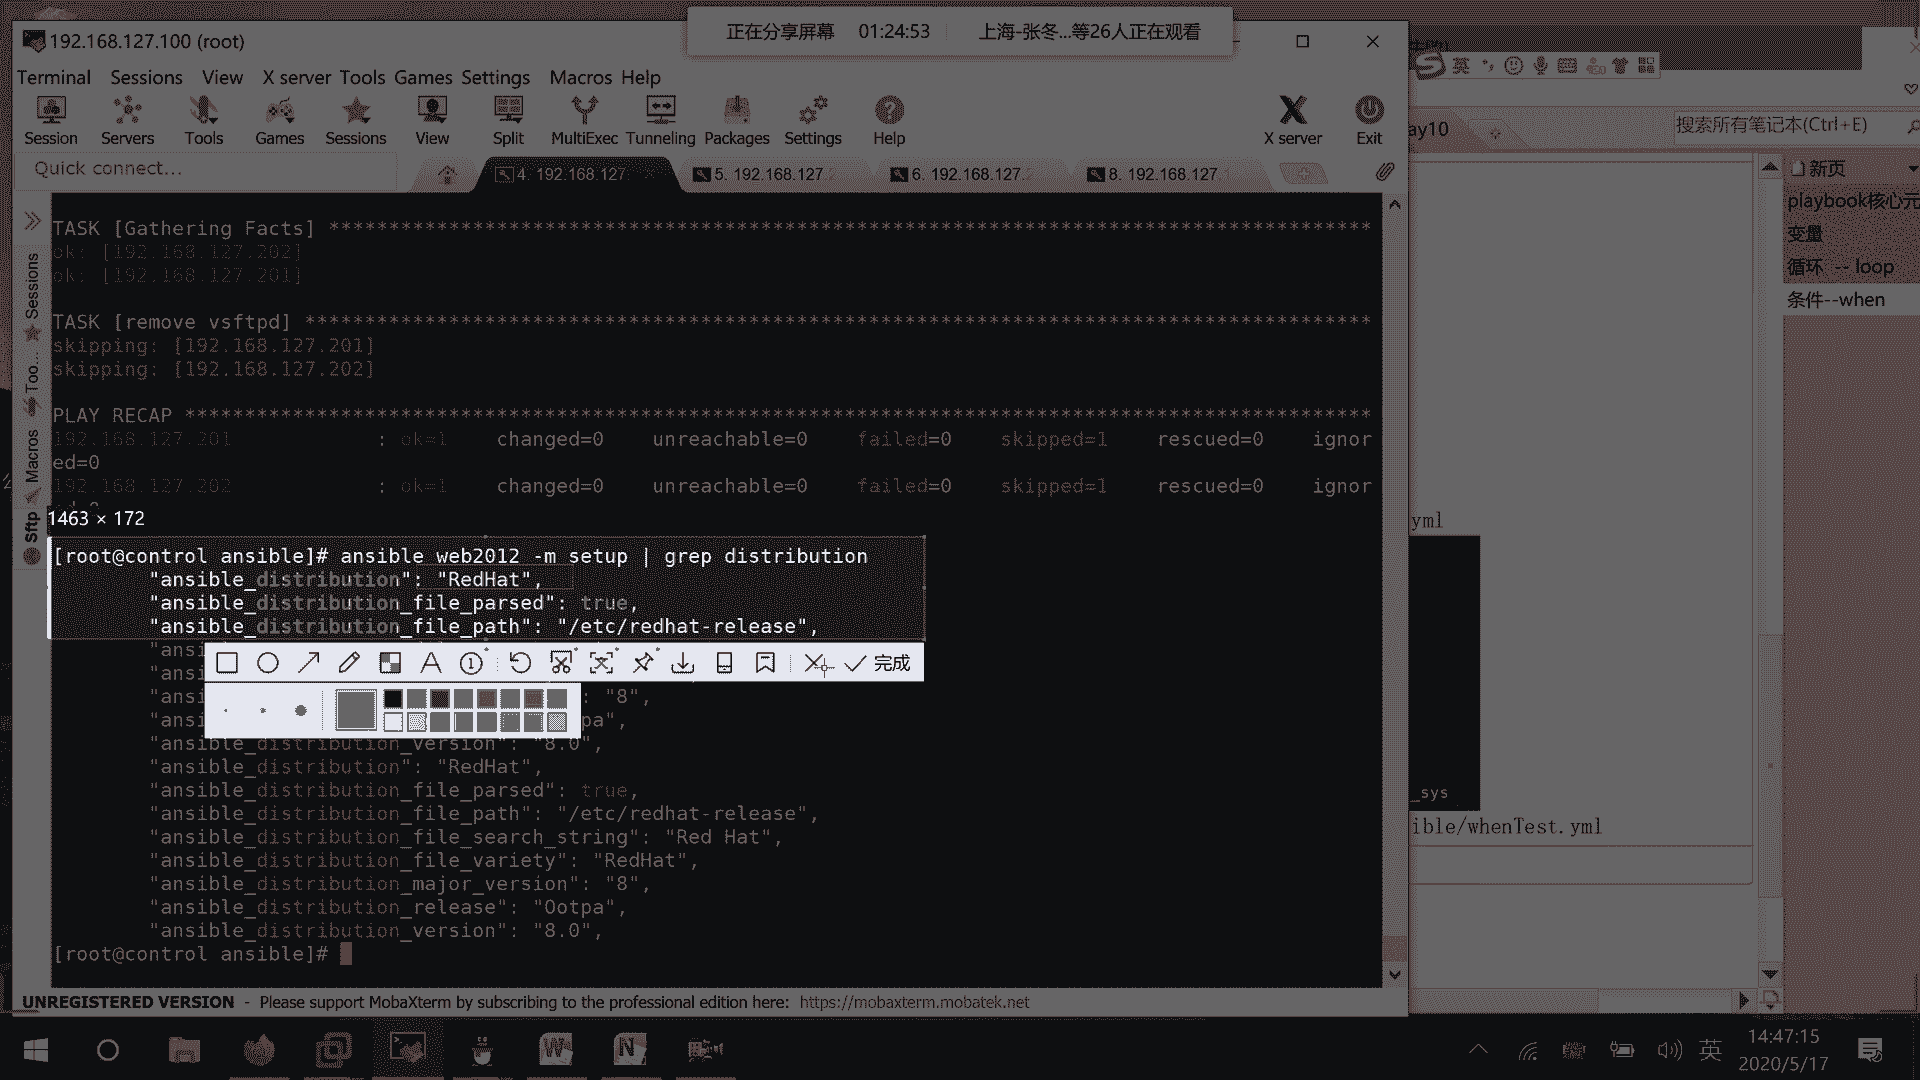 192.168.127.100 (root)
正在分享屏幕 01:24:53 上海-张冬...等26人正在观看
Terminal Sessions View X server Tools Games Settings Macros Help
Session Servers Tools Games Sessions View Split MultiExec Tunneling Packages Settings Help X server Exit
英
ay10
搜索所有笔记本(Ctrl+E)
Quick connect...
4. 192.168.127. 5. 192.168.127. 6. 192.168.127. 8. 192.168.127.
新页
playbook核心元
变量
循环 -- loop
条件--when
Sessions
Too...
Macros
Sftp
TASK [Gathering Facts] ****************************************************************************************
ok: [192.168.127.202]
ok: [192.168.127.201]
TASK [remove vsftpd] ******************************************************************************************
skipping: [192.168.127.201]
skipping: [192.168.127.202]
PLAY RECAP ****************************************************************************************************
192.168.127.201 : ok=1 changed=0 unreachable=0 failed=0 skipped=1 rescued=0 ignor
ed=0
192.168.127.202 : ok=1 changed=0 unreachable=0 failed=0 skipped=1 rescued=0 ignor
1463 × 172
[root@control ansible]# ansible web2012 -m setup | grep distribution
"ansible_distribution": "RedHat",
"ansible_distribution_file_parsed": true,
"ansible_distribution_file_path": "/etc/redhat-release",
"ans
"ans
完成
"ans : "8",
"ans pa",
"ansible_distribution_version": "8.0",
"ansible_distribution": "RedHat",
"ansible_distribution_file_parsed": true,
"ansible_distribution_file_path": "/etc/redhat-release",
"ansible_distribution_file_search_string": "Red Hat",
"ansible_distribution_file_variety": "RedHat",
"ansible_distribution_major_version": "8",
"ansible_distribution_release": "Ootpa",
"ansible_distribution_version": "8.0",
[root@control ansible]#
yml
_sys
ible/whenTest.yml
UNREGISTERED VERSION - Please support MobaXterm by subscribing to the professional edition here: https://mobaxterm.mobatek.net
英
14:47:15
2020/5/17